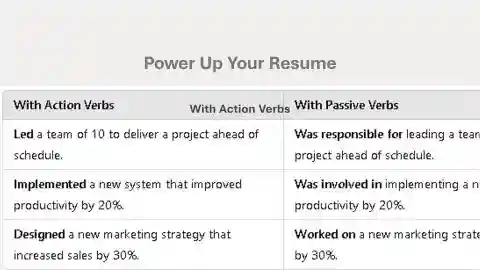 Power Up Your Resume
With Action Verbs
With Action Verbs
With Passive Verbs
Led a team of 10 to deliver a project ahead of
schedule.
Was responsible for leading a
project ahead of schedule.
Implemented a new system that improved
productivity by 20%.
Was involved in implementing a
productivity by 20%.
Designed a new marketing strategy that
increased sales by 30%.
Worked on a new marketing
by 30%.